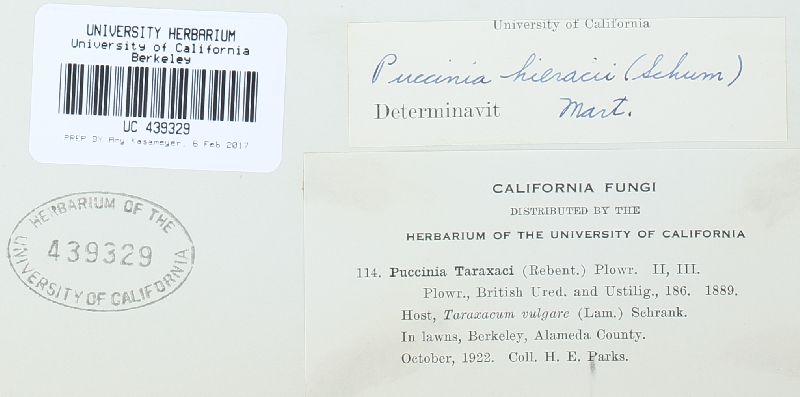 UNIVERSITY HERBARIUM
University of California
Berkeley
UC 439329
PREP BY Amy Kasameyer, 6 Feb 2017
HERBARIUM OF THE
439329
UNIVERSITY OF CALIFORNIA
University of California
Puccinia hieracii (Schum)
Determinavit Mart.
CALIFORNIA FUNGI
DISTRIBUTED BY THE
HERBARIUM OF THE UNIVERSITY OF CALIFORNIA
114. Puccinia Taraxaci (Rebent.) Plowr. II, III.
Plowr., British Ured. and Ustilig., 186. 1889.
Host, Taraxacum vulgare (Lam.) Schrank.
In lawns, Berkeley, Alameda County.
October, 1922. Coll. H. E. Parks.